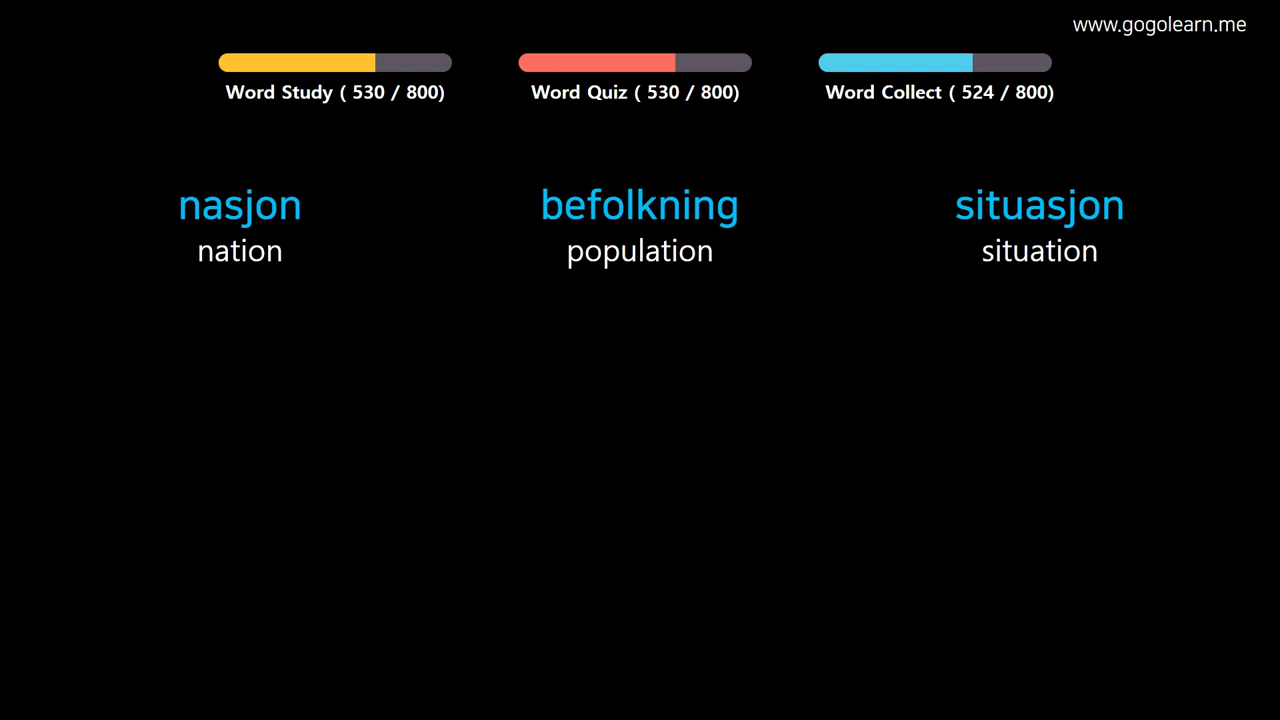 www.gogolearn.me
Word Study ( 530 / 800)
Word Quiz ( 530 / 800)
Word Collect ( 524 / 800)
nasjon
nation
befolkning
population
situasjon
situation